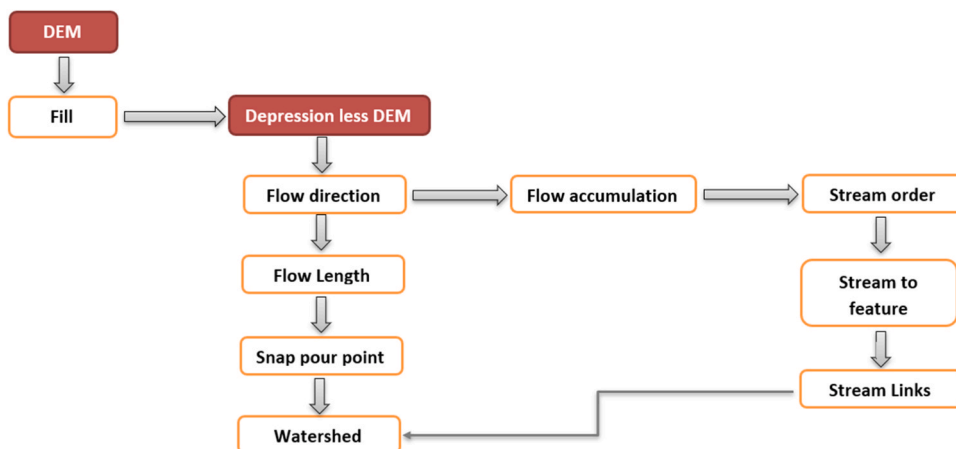 DEM
Fill
Depression less DEM
Flow direction
Flow accumulation
Stream order
Flow Length
Stream to
feature
Snap pour point
Stream Links
Watershed